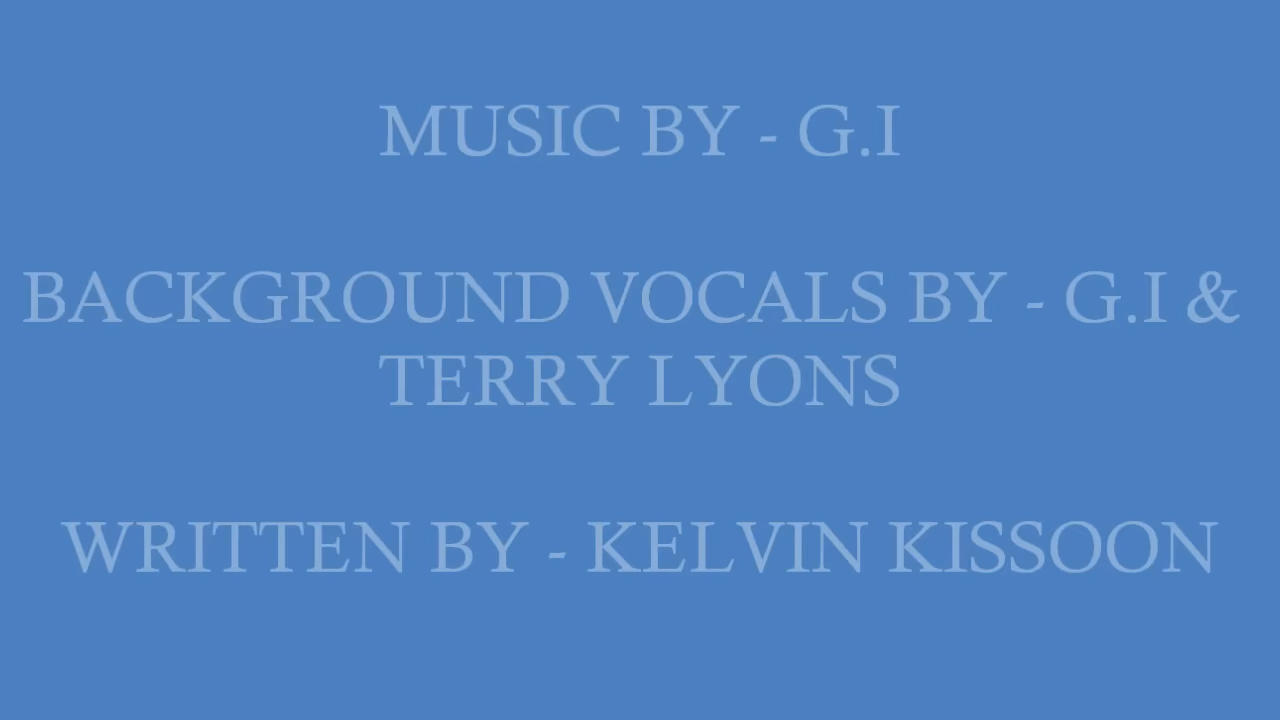 MUSIC BY - G.I
BACKGROUND VOCALS BY - G.I &
TERRY LYONS
WRITTEN BY - KELVIN KISSOON